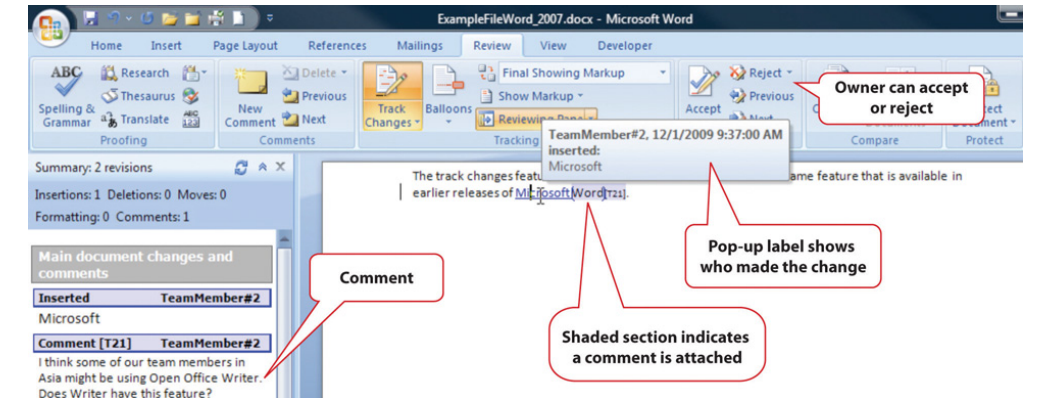 ExampleFileWord_2007.docx - Microsoft Word
Home Insert Page Layout References Mailings Review View Developer
ABC
Spelling &
Grammar
Research
Thesaurus
Translate
ABC
123
Proofing
New
Comment
Delete
Previous
Next
Comments
Track
Changes
Balloons
Final Showing Markup
Show Markup
Reviewing Pane
Tracking
Accept
Reject
Previous
Next
Compare
Protect
Owner can accept
or reject
TeamMember#2, 12/1/2009 9:37:00 AM
inserted:
Microsoft
Summary: 2 revisions
Insertions: 1 Deletions: 0 Moves: 0
Formatting: 0 Comments: 1
Main document changes and
comments
Inserted TeamMember#2
Microsoft
Comment [T21] TeamMember#2
I think some of our team members in
Asia might be using Open Office Writer.
Does Writer have this feature?
The track changes featu ame feature that is available in
earlier releases of Microsoft Word[T21].
Comment
Pop-up label shows
who made the change
Shaded section indicates
a comment is attached